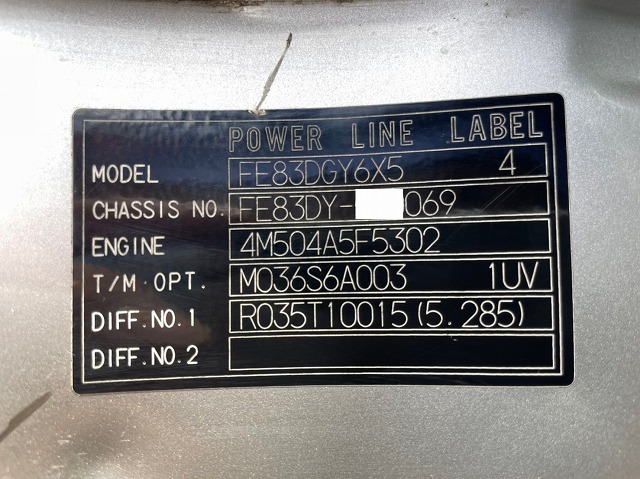 POWER LINE LABEL
MODEL FE83DGY6X5 4
CHASSIS NO. FE83DY- 069
ENGINE 4M504A5F5302
T/M OPT. M036S6A003 1UV
DIFF.NO.1 R035T10015(5.285)
DIFF.NO.2